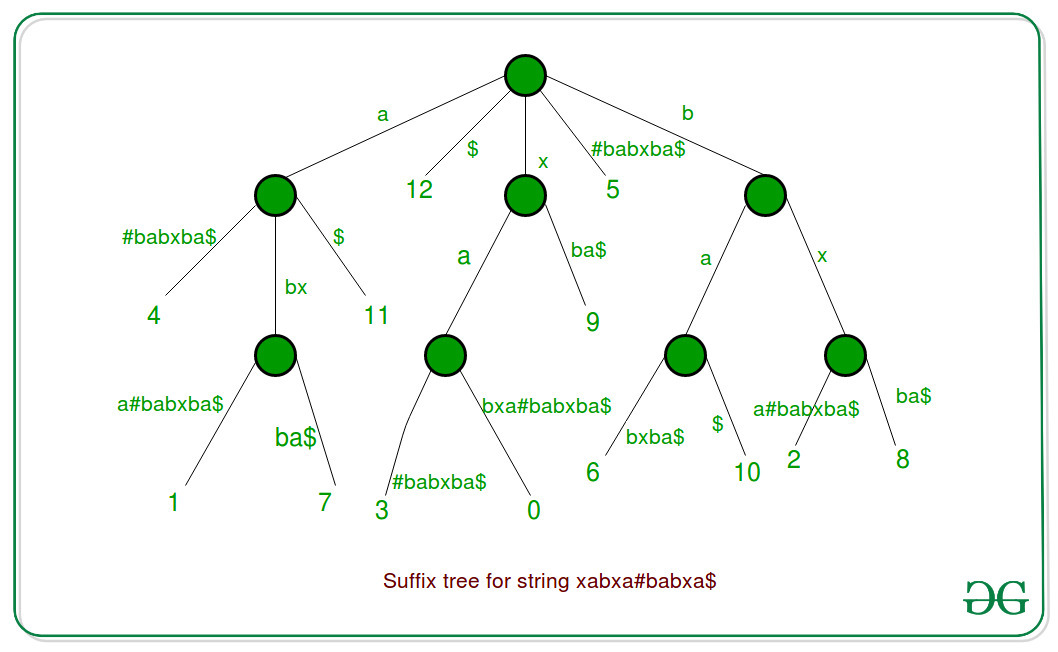 a
b
$
#babxba$
x
12
5
#babxba$
$
a
ba$
a
x
bx
4
11
9
a#babxba$
ba$
bxa#babxba$
a#babxba$
ba$
bxba$
$
#babxba$
1
7
3
0
6
10
2
8
Suffix tree for string xabxa#babxa$
GG